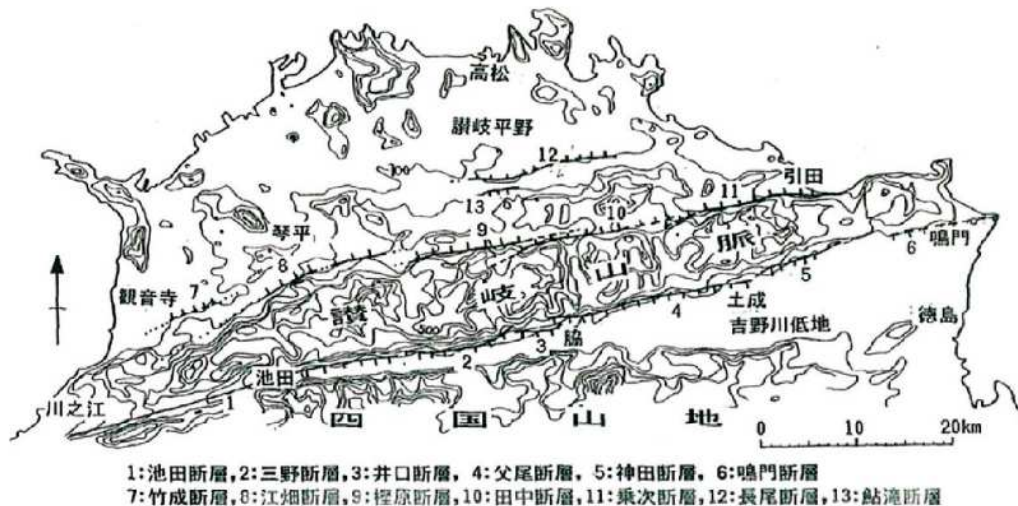 高松
讃岐平野
100
12
引田
11
13
10
9
琴平
8
7
観音寺
讃岐山脈
鳴門
6
5
土成
4
吉野川低地
徳島
500
脇
3
2
池田
1
川之江
四国山地
0 10 20km
1:池田断層,2:三野断層,3:井口断層, 4:父尾断層, 5:神田断層, 6:鳴門断層
7:竹成断層,8:江畑断層,9:樫原断層,10:田中断層,11:乗次断層,12:長尾断層,13:鮎滝断層